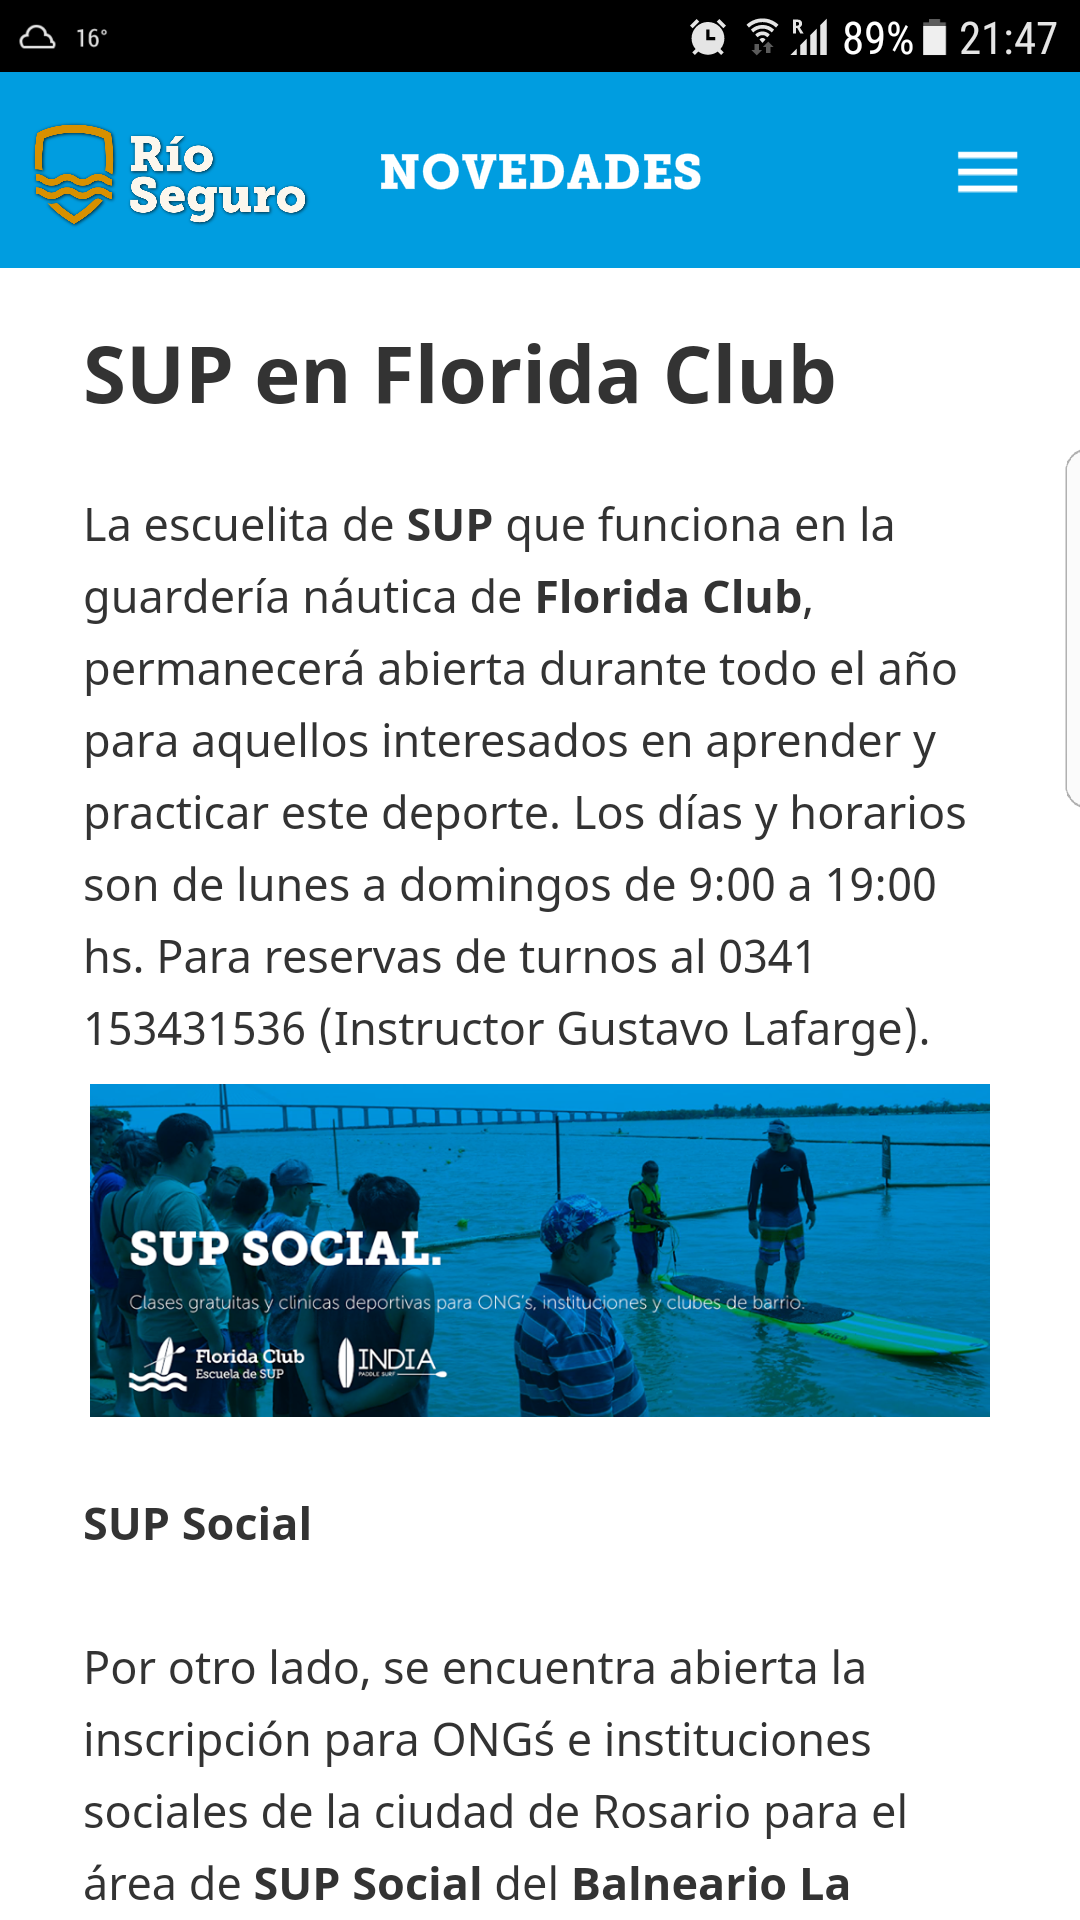 16°
R
89%
21:47
Río
Seguro
NOVEDADES
SUP en Florida Club
La escuelita de SUP que funciona en la
guardería náutica de Florida Club,
permanecerá abierta durante todo el año
para aquellos interesados en aprender y
practicar este deporte. Los días y horarios
son de lunes a domingos de 9:00 a 19:00
hs. Para reservas de turnos al 0341
153431536 (Instructor Gustavo Lafarge).
SUP SOCIAL.
Clases gratuitas y clinicas deportivas para ONG's, instituciones y clubes de barrio.
Florida Club
Escuela de SUP
INDIA
PADDLE SURF
SUP Social
Por otro lado, se encuentra abierta la
inscripción para ONGś e instituciones
sociales de la ciudad de Rosario para el
área de SUP Social del Balneario La